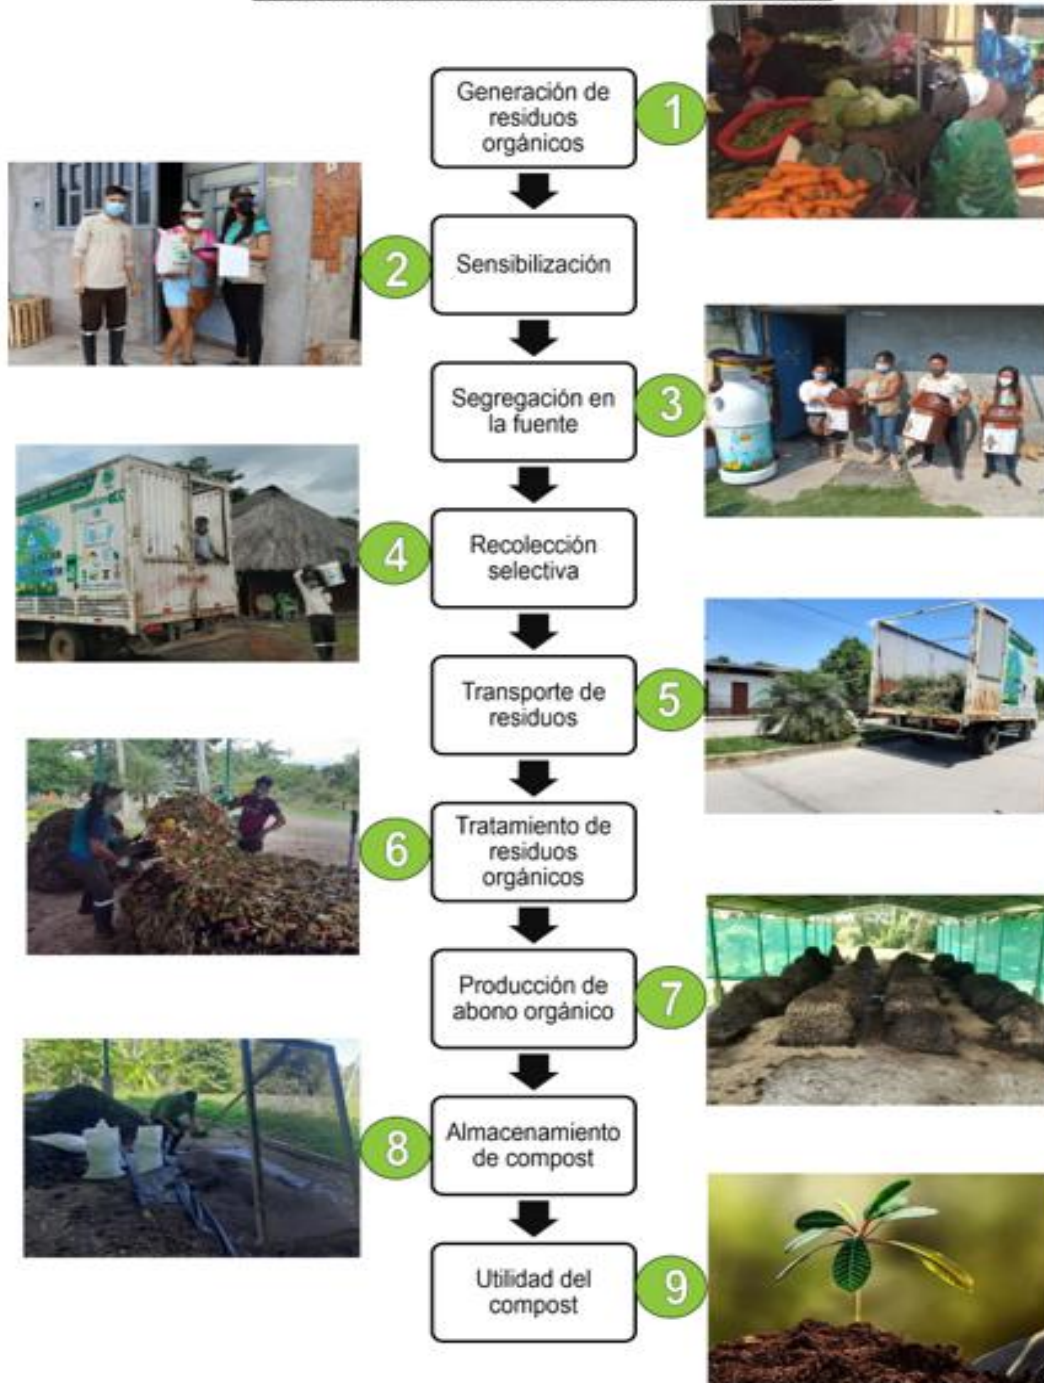 Generación de
residuos
orgánicos
1
2
Sensibilización
Segregación en
la fuente
3
4
Recolección
selectiva
Transporte de
residuos
5
6
Tratamiento de
residuos
orgánicos
Producción de
abono orgánico
7
8
Almacenamiento
de compost
Utilidad del
compost
9